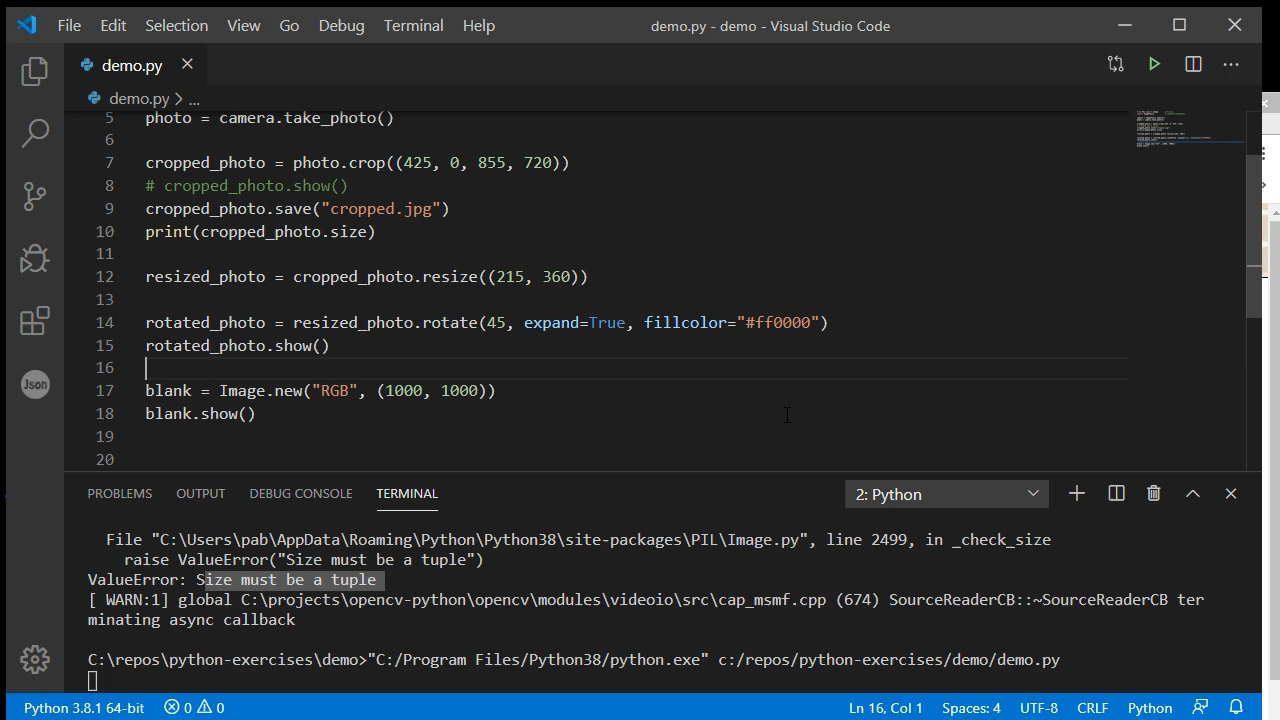 File Edit Selection View Go Debug Terminal Help demo.py - demo - Visual Studio Code
demo.py
demo.py > ...
5 photo = camera.take_photo()
6
7 cropped_photo = photo.crop((425, 0, 855, 720))
8 # cropped_photo.show()
9 cropped_photo.save("cropped.jpg")
10 print(cropped_photo.size)
11
12 resized_photo = cropped_photo.resize((215, 360))
13
14 rotated_photo = resized_photo.rotate(45, expand=True, fillcolor="#ff0000")
15 rotated_photo.show()
16
17 blank = Image.new("RGB", (1000, 1000))
18 blank.show()
19
20
Json
PROBLEMS OUTPUT DEBUG CONSOLE TERMINAL 2: Python
File "C:\Users\pab\AppData\Roaming\Python\Python38\site-packages\PIL\Image.py", line 2499, in _check_size
raise ValueError("Size must be a tuple")
ValueError: Size must be a tuple
[ WARN:1] global C:\projects\opencv-python\opencv\modules\videoio\src\cap_msmf.cpp (674) SourceReaderCB::~SourceReaderCB ter
minating async callback
C:\repos\python-exercises\demo>"C:/Program Files/Python38/python.exe" c:/repos/python-exercises/demo/demo.py
Python 3.8.1 64-bit 0 0 Ln 16, Col 1 Spaces: 4 UTF-8 CRLF Python